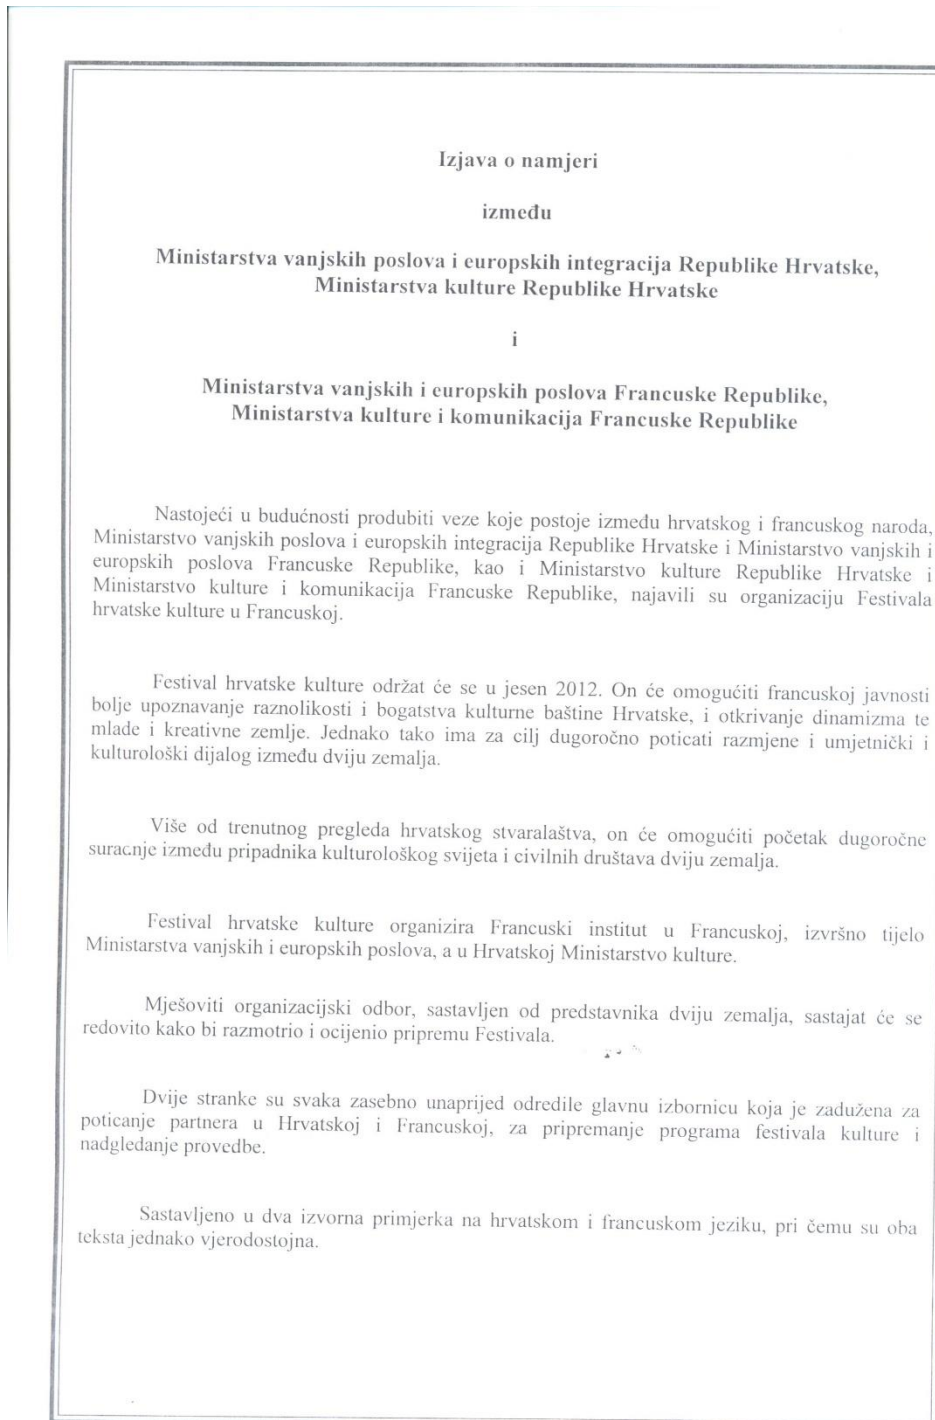 Izjava o namjeri
između
Ministarstva vanjskih poslova i europskih integracija Republike Hrvatske,
Ministarstva kulture Republike Hrvatske
i
Ministarstva vanjskih i europskih poslova Francuske Republike,
Ministarstva kulture i komunikacija Francuske Republike
Nastojeći u budućnosti produbiti veze koje postoje između hrvatskog i francuskog naroda,
Ministarstvo vanjskih poslova i europskih integracija Republike Hrvatske i Ministarstvo vanjskih i
europskih poslova Francuske Republike, kao i Ministarstvo kulture Republike Hrvatske i
Ministarstvo kulture i komunikacija Francuske Republike, najavili su organizaciju Festivala
hrvatske kulture u Francuskoj.
Festival hrvatske kulture održat će se u jesen 2012. On će omogućiti francuskoj javnosti
bolje upoznavanje raznolikosti i bogatstva kulturne baštine Hrvatske, i otkrivanje dinamizma te
mlade i kreativne zemlje. Jednako tako ima za cilj dugoročno poticati razmjene i umjetnički i
kulturološki dijalog između dviju zemalja.
Više od trenutnog pregleda hrvatskog stvaralaštva, on će omogućiti početak dugoročne
suradnje između pripadnika kulturološkog svijeta i civilnih društava dviju zemalja.
Festival hrvatske kulture organizira Francuski institut u Francuskoj, izvršno tijelo
Ministarstva vanjskih i europskih poslova, a u Hrvatskoj Ministarstvo kulture.
Mješoviti organizacijski odbor, sastavljen od predstavnika dviju zemalja, sastajat će se
redovito kako bi razmotrio i ocijenio pripremu Festivala.
Dvije stranke su svaka zasebno unaprijed odredile glavnu izbornicu koja je zadužena za
poticanje partnera u Hrvatskoj i Francuskoj, za pripremanje programa festivala kulture i
nadgledanje provedbe.
Sastavljeno u dva izvorna primjerka na hrvatskom i francuskom jeziku, pri čemu su oba
teksta jednako vjerodostojna.